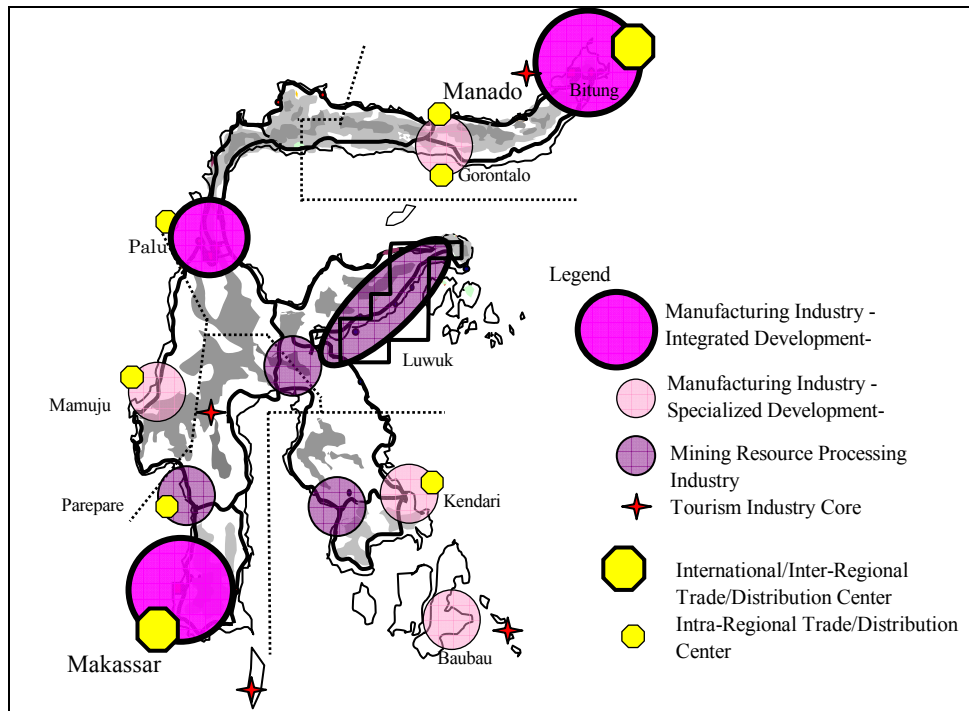 Manado
Bitung
Gorontalo
Palu
Luwuk
Mamuju
Parepare
Kendari
Makassar
Baubau
Legend
Manufacturing Industry -
Integrated Development-
Manufacturing Industry -
Specialized Development-
Mining Resource Processing
Industry
Tourism Industry Core
International/Inter-Regional
Trade/Distribution Center
Intra-Regional Trade/Distribution
Center